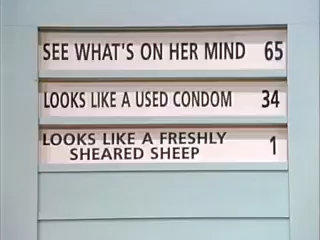 SEE WHAT'S ON HER MIND 65
LOOKS LIKE A USED CONDOM 34
LOOKS LIKE A FRESHLY
SHEARED SHEEP 1